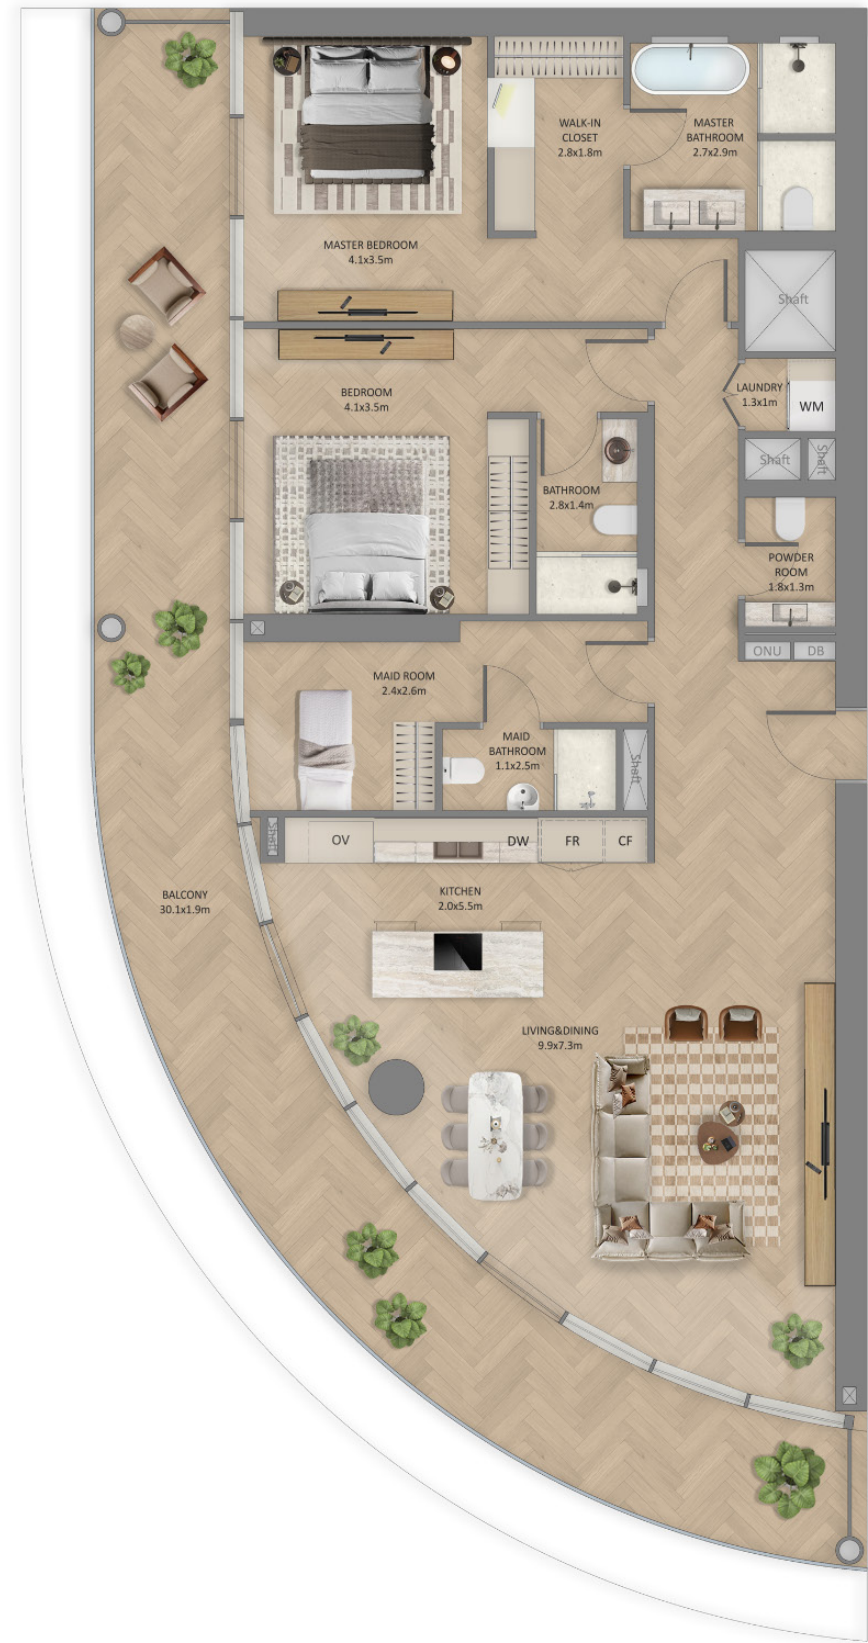 WALK-IN
CLOSET
2.8x1.8m
MASTER
BATHROOM
2.7x2.9m
MASTER BEDROOM
4.1x3.5m
Shaft
BEDROOM
4.1x3.5m
LAUNDRY
1.3x1m
WM
Shaft
Shaft
BATHROOM
2.8x1.4m
POWDER
ROOM
1.8x1.3m
ONU
DB
MAID ROOM
2.4x2.6m
MAID
BATHROOM
1.1x2.5m
Shaft
Shaft
OV
DW
FR
CF
KITCHEN
2.0x5.5m
BALCONY
30.1x1.9m
LIVING&DINING
9.9x7.3m